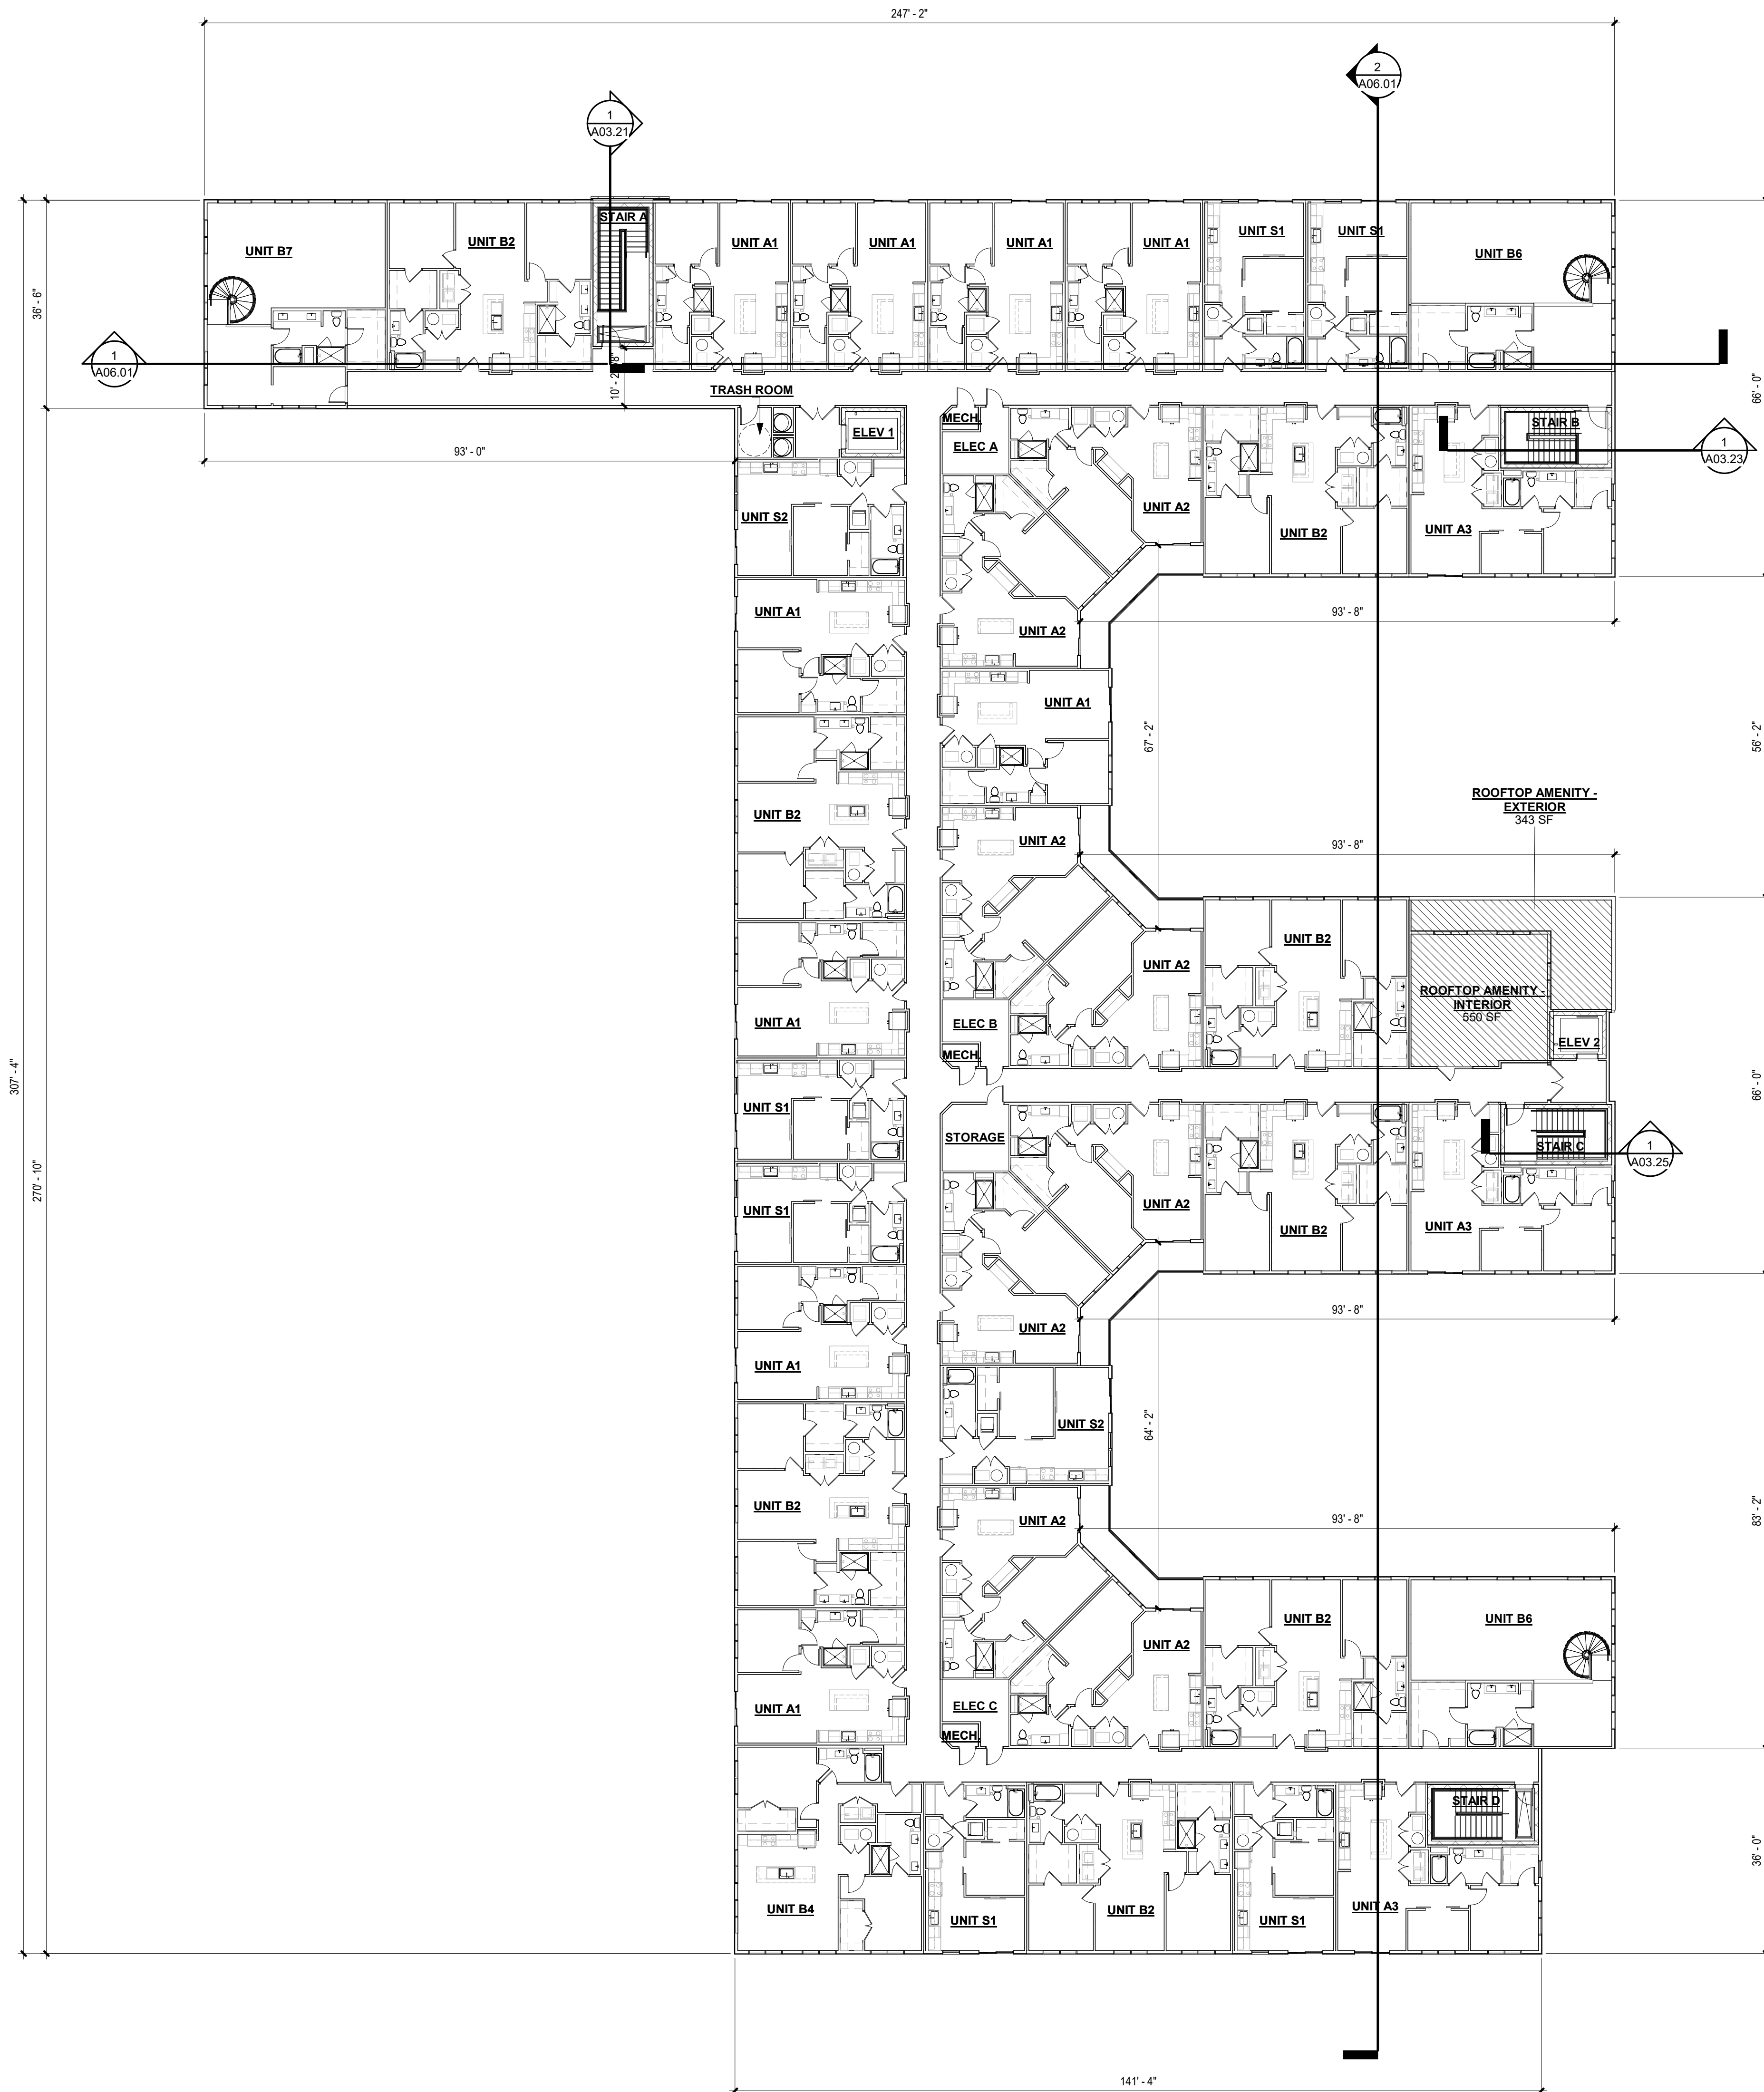 247' - 2"
2
A06.01
1
A03.21
STAIR A
UNIT B7
UNIT B2
UNIT A1
UNIT A1
UNIT A1
UNIT A1
UNIT S1
UNIT S1
UNIT B6
36' - 6"
1
A06.01
66' - 0"
TRASH ROOM
MECH.
ELEV 1
ELEC A
STAIR B
1
A03.23
93' - 0"
UNIT S2
UNIT A2
UNIT B2
UNIT A3
UNIT A1
UNIT A2
93' - 8"
UNIT A1
67' - 2"
56' - 2"
ROOFTOP AMENITY -
EXTERIOR
343 SF
UNIT B2
UNIT A2
93' - 8"
UNIT B2
UNIT A2
ROOFTOP AMENITY -
INTERIOR
550 SF
UNIT A1
ELEC B
ELEV 2
MECH.
307' - 4"
UNIT S1
66' - 0"
STORAGE
STAIR C
1
A03.25
270' - 10"
UNIT S1
UNIT A2
UNIT B2
UNIT A3
93' - 8"
UNIT A2
UNIT A1
UNIT S2
64' - 2"
UNIT B2
UNIT A2
93' - 8"
83' - 2"
UNIT B2
UNIT B6
UNIT A2
UNIT A1
ELEC C
MECH.
STAIR D
36' - 0"
UNIT B4
UNIT S1
UNIT B2
UNIT S1
UNIT A3
141' - 4"